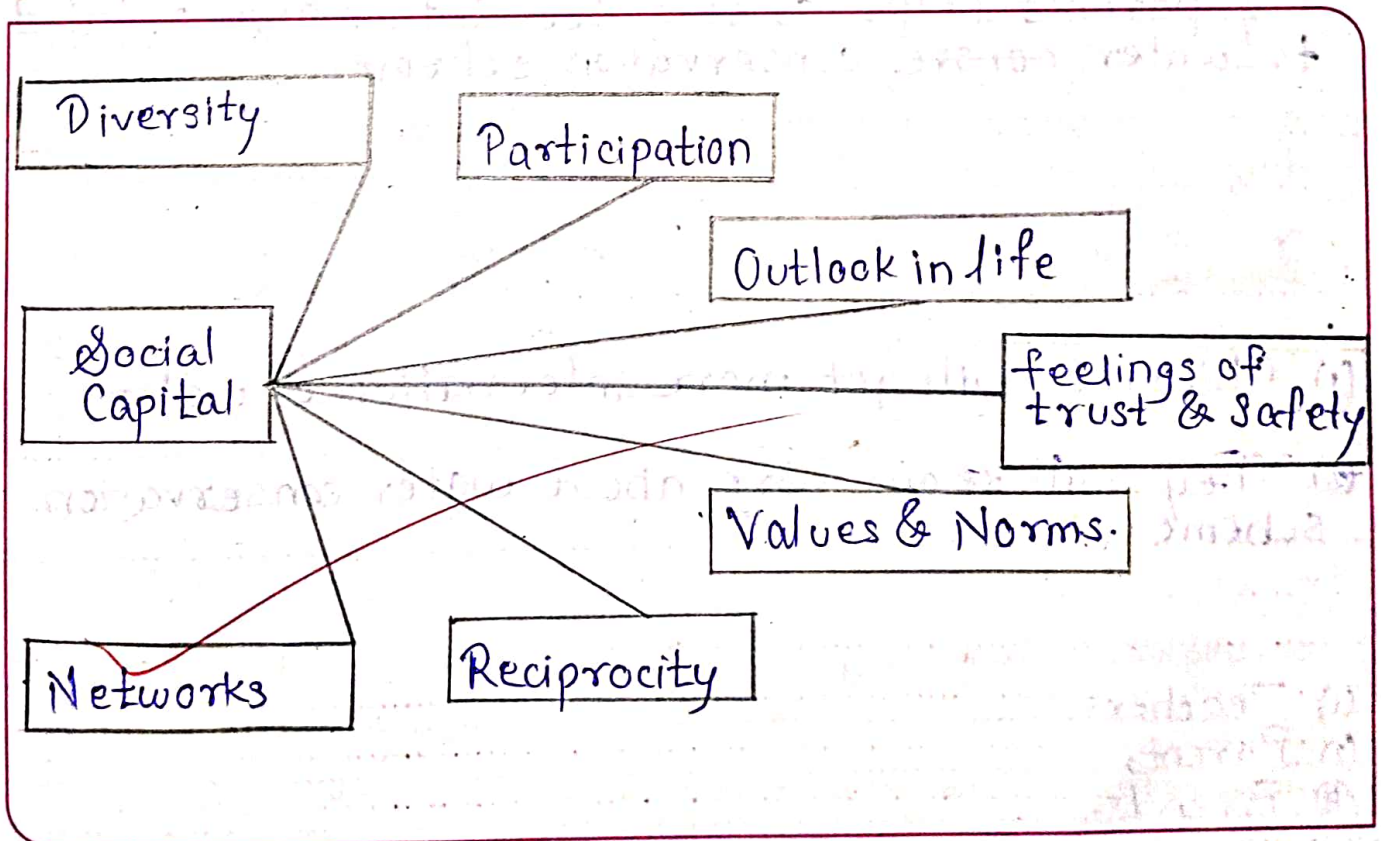 Diversity
Participation
Outlook in life
Social
Capital
feelings of
trust & Safety
Values & Norms.
Networks
Reciprocity